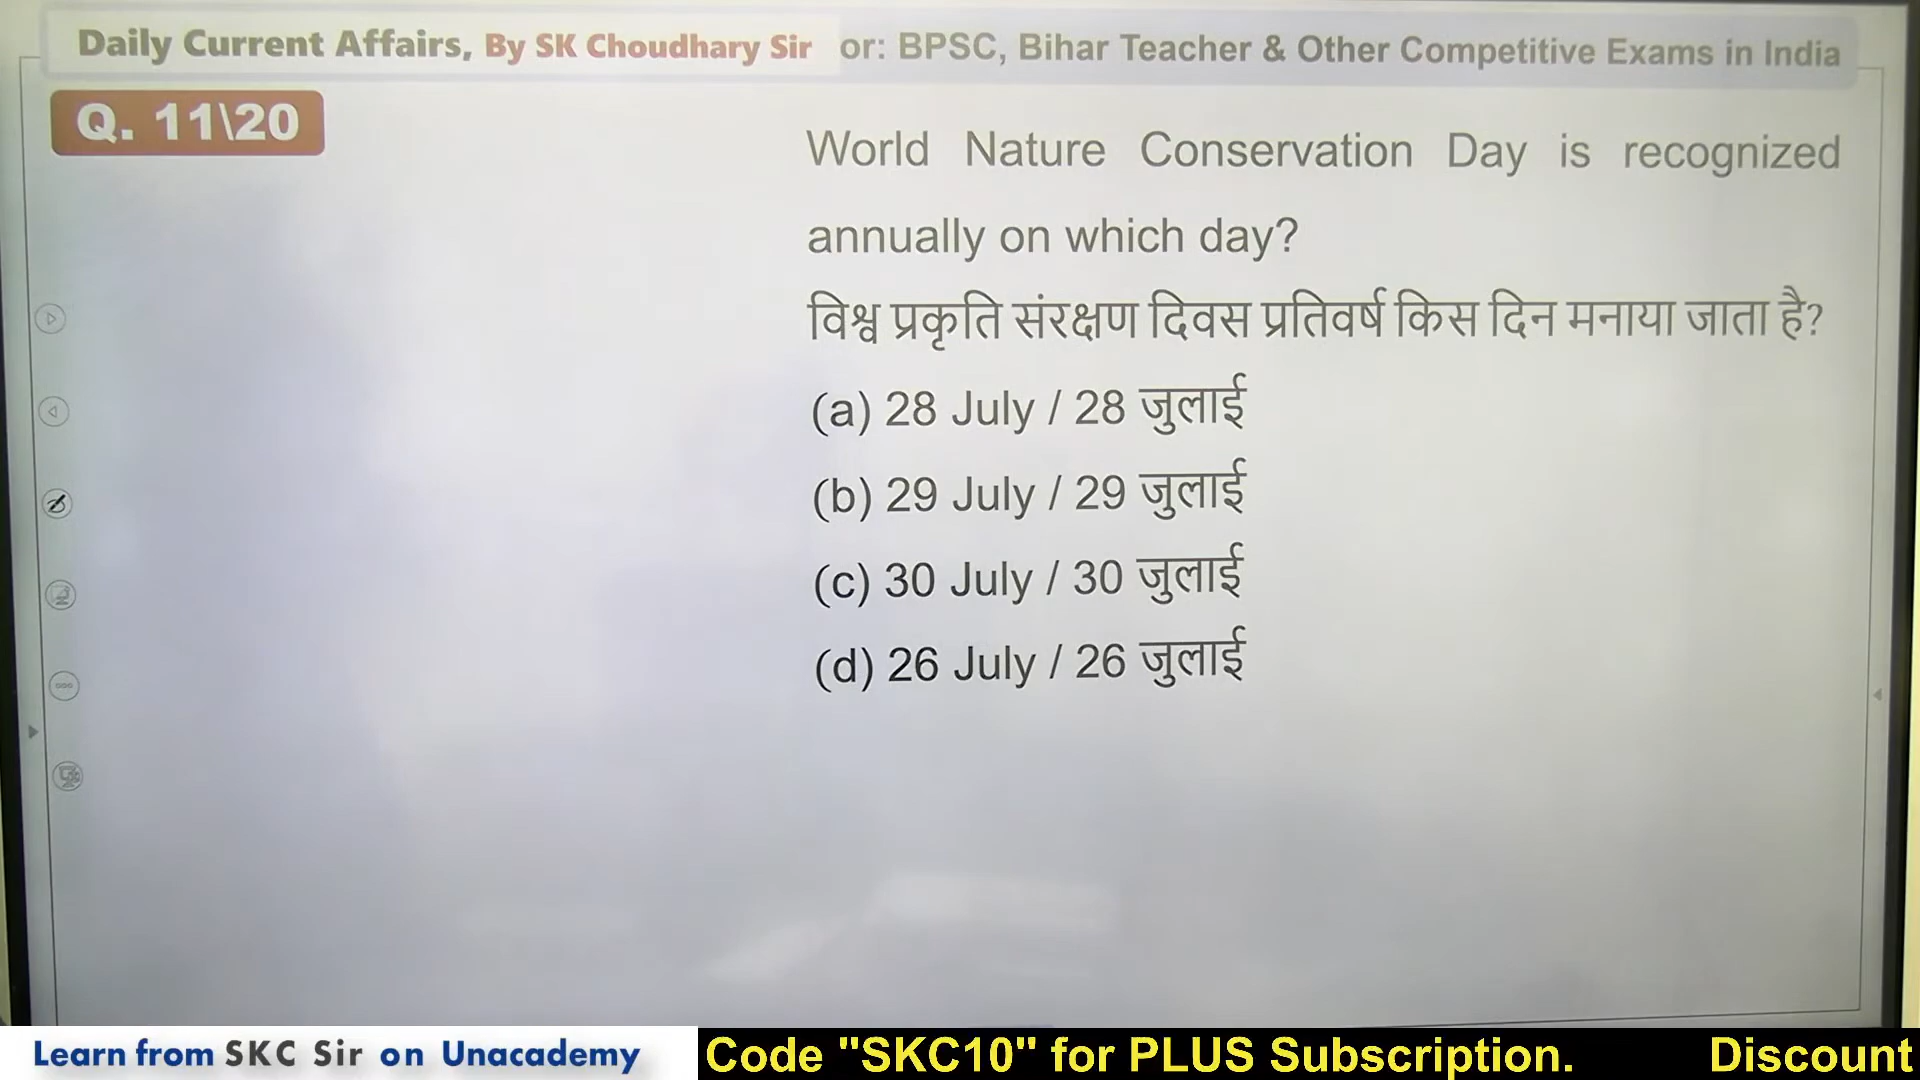 Daily Current Affairs, By SK Choudhary Sir or: BPSC, Bihar Teacher & Other Competitive Exams in India
Q. 11\20
World Nature Conservation Day is recognized
annually on which day?
विश्व प्रकृति संरक्षण दिवस प्रतिवर्ष किस दिन मनाया जाता है?
(a) 28 July / 28 जुलाई
(b) 29 July / 29 जुलाई
(c) 30 July / 30 जुलाई
(d) 26 July / 26 जुलाई
Learn from SKC Sir on Unacademy
Code "SKC10" for PLUS Subscription. Discount